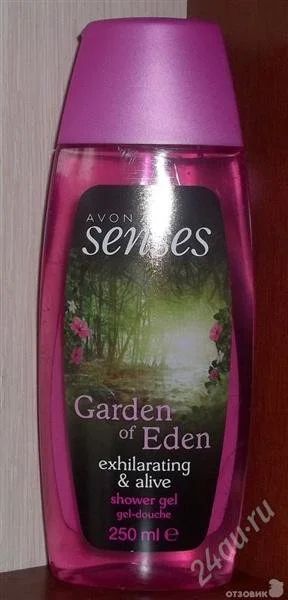 AVON
senses
Garden
of Eden
exhilarating
& alive
shower gel
gel-douche
250 ml e
24au.ru
ОТЗОВИК